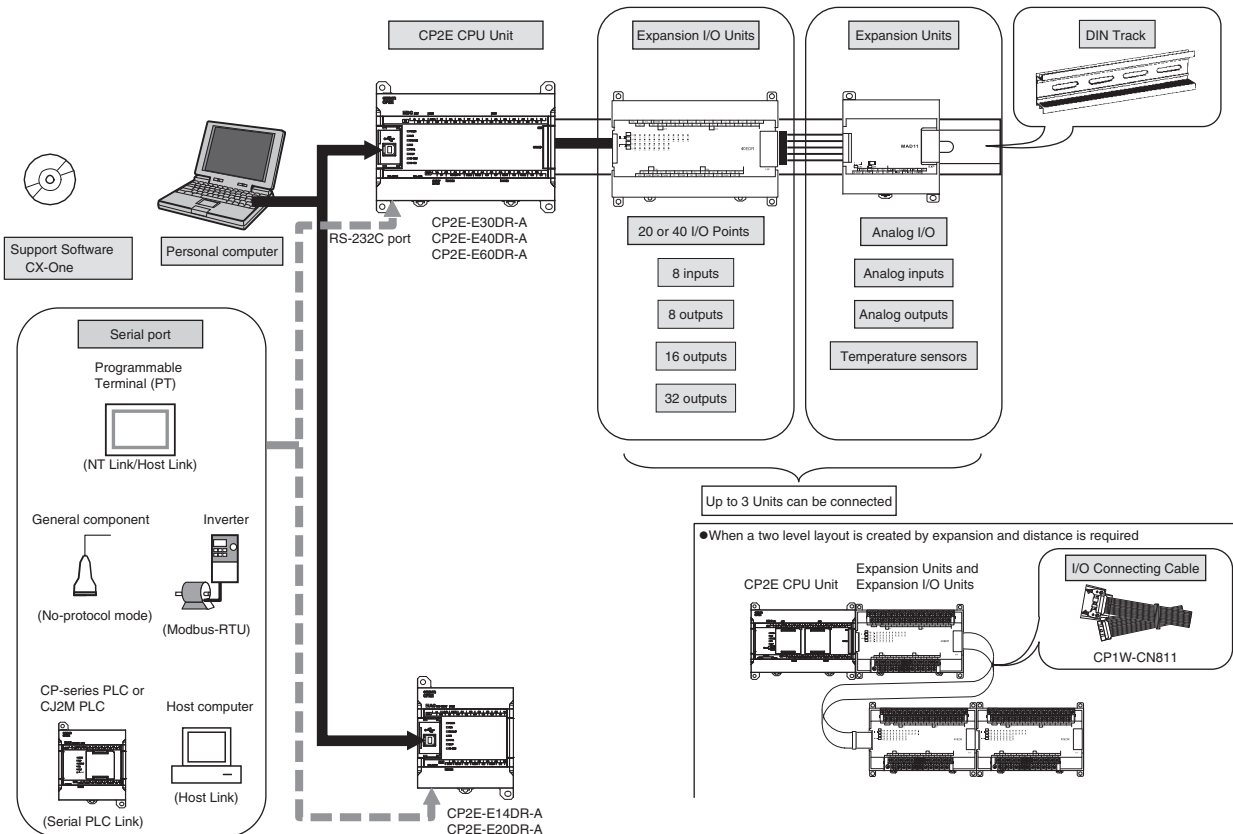 CP2E CPU Unit
Expansion I/O Units
Expansion Units
DIN Track
40EDR
MAD11
EXP
RS-232C port
CP2E-E30DR-A
CP2E-E40DR-A
CP2E-E60DR-A
20 or 40 I/O Points
8 inputs
8 outputs
16 outputs
32 outputs
Analog I/O
Analog inputs
Analog outputs
Temperature sensors
Support Software
CX-One
Personal computer
Serial port
Programmable
Terminal (PT)
(NT Link/Host Link)
General component
(No-protocol mode)
Inverter
(Modbus-RTU)
CP-series PLC or
CJ2M PLC
(Serial PLC Link)
Host computer
(Host Link)
Up to 3 Units can be connected
●When a two level layout is created by expansion and distance is required
CP2E CPU Unit
Expansion Units and
Expansion I/O Units
I/O Connecting Cable
CP1W-CN811
CP2E-E14DR-A
CP2E-E20DR-A